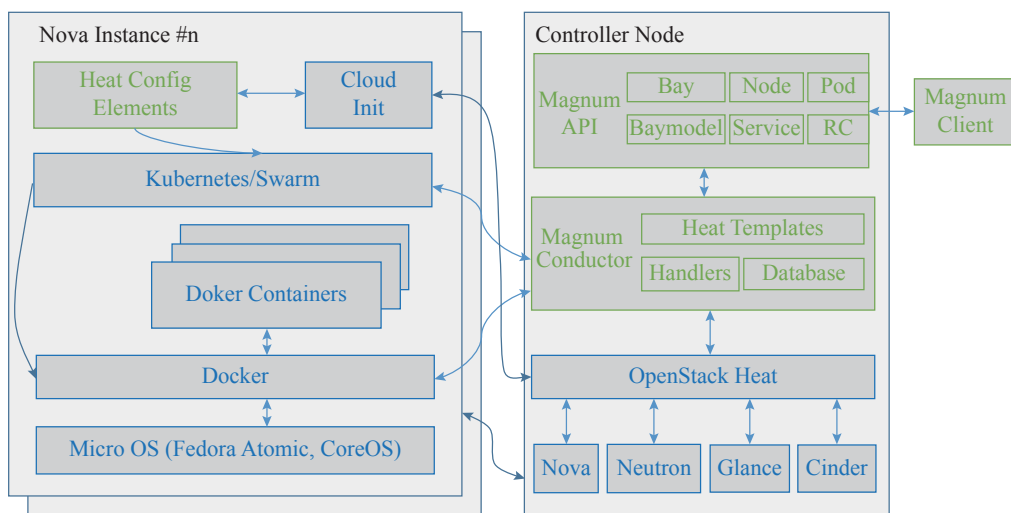 Nova Instance #n
Heat Config
Elements
Cloud
Init
Kubernetes/Swarm
Doker Containers
Docker
Micro OS (Fedora Atomic, CoreOS)
Controller Node
Magnum
API
Bay
Node
Pod
Baymodel
Service
RC
Magnum
Client
Magnum
Conductor
Heat Templates
Handlers
Database
OpenStack Heat
Nova
Neutron
Glance
Cinder